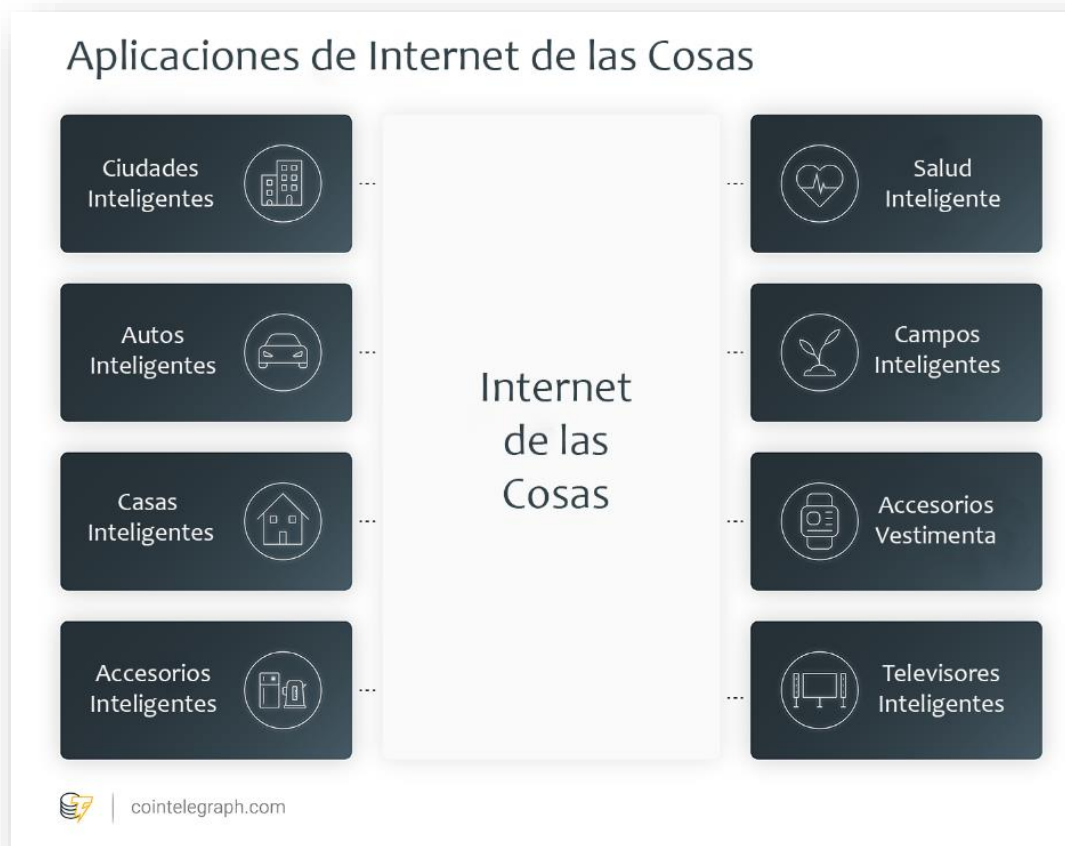 Aplicaciones de Internet de las Cosas
Ciudades
Inteligentes
Autos
Inteligentes
Casas
Inteligentes
Accesorios
Inteligentes
Internet
de las
Cosas
Salud
Inteligente
Campos
Inteligentes
Accesorios
Vestimenta
Televisores
Inteligentes
cointelegraph.com